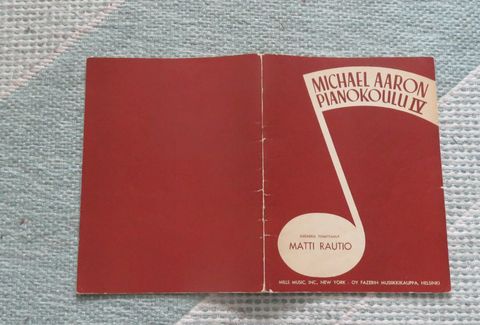 MICHAEL AARON
PIANOKOULU IV
MATTI RAUTIO
MILLS MUSIC, INC., NEW YORK · OY FAZERIN MUSIIKKIKAUPPA, HELSINKI